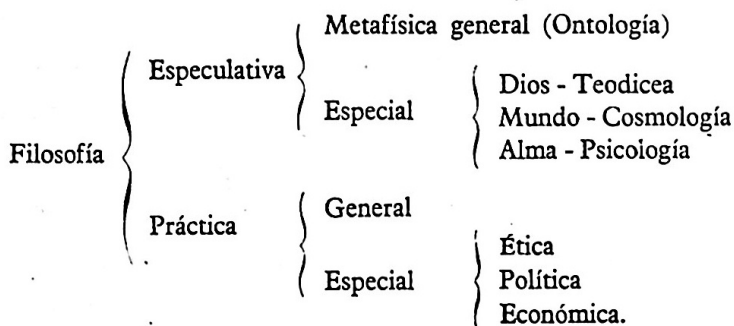 Metafísica general (Ontología)
Especulativa
Dios - Teodicea
Especial
Mundo - Cosmología
Alma - Psicología
Filosofía
General
Práctica
Ética
Especial
Política
Económica.